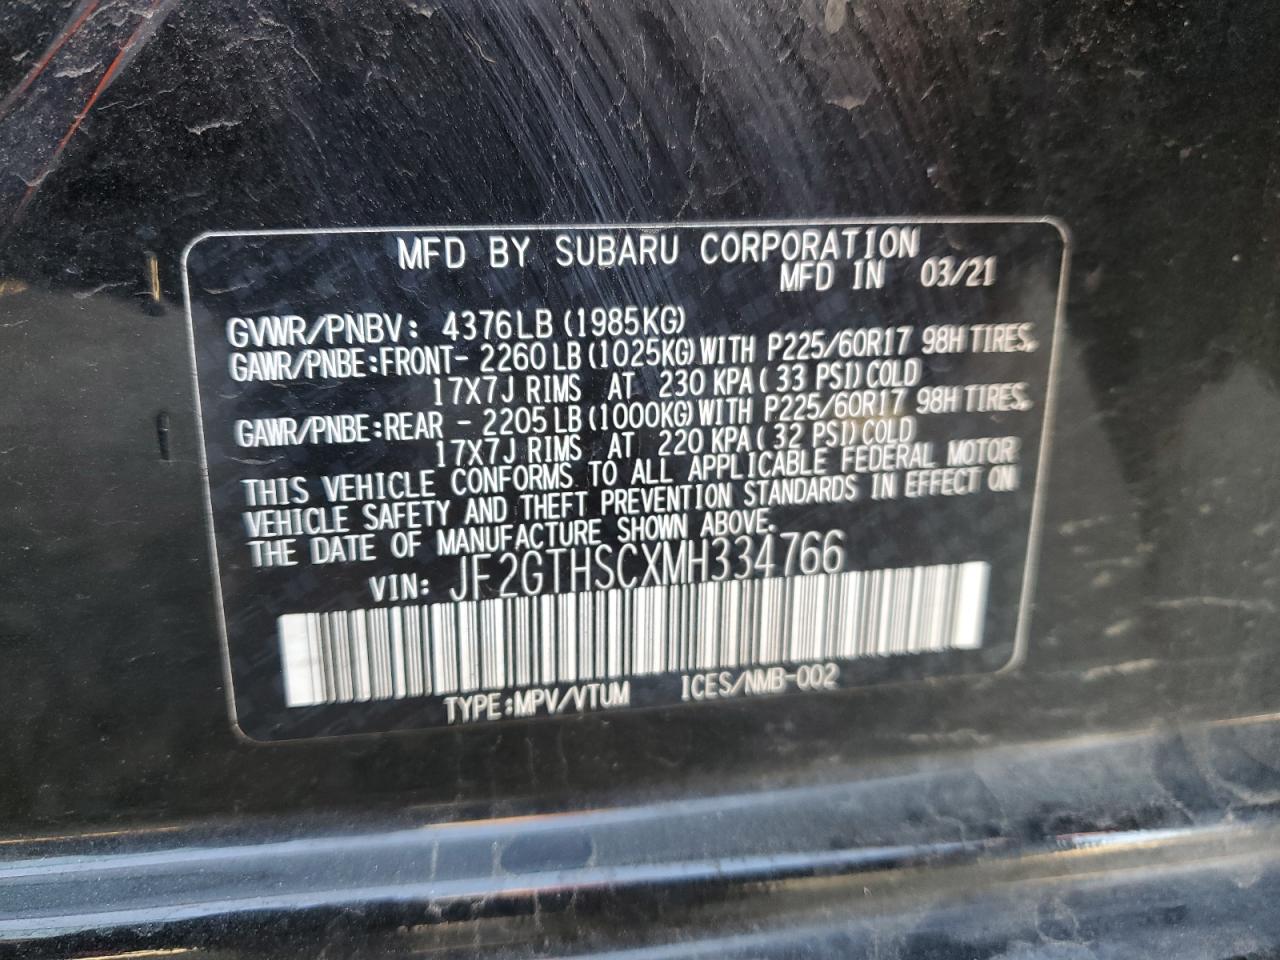 MFD BY SUBARU CORPORATION
MFD IN 03/21
GVWR/PNBV: 4376LB (1985KG)
GAWR/PNBE:FRONT- 2260 LB (1025KG) WITH P225/60R17 98H TIRES,
17X7J RIMS AT 230 KPA ( 33 PSI) COLD
GAWR/PNBE:REAR - 2205 LB (1000KG) WITH P225/60R17 98H TIRES,
17X7J RIMS AT 220 KPA ( 32 PSI) COLD
THIS VEHICLE CONFORMS TO ALL APPLICABLE FEDERAL MOTOR
VEHICLE SAFETY AND THEFT PREVENTION STANDARDS IN EFFECT ON
THE DATE OF MANUFACTURE SHOWN ABOVE.
VIN: JF2GTHSCXMH334766
TYPE:MPV/VTUM ICES/NMB-002